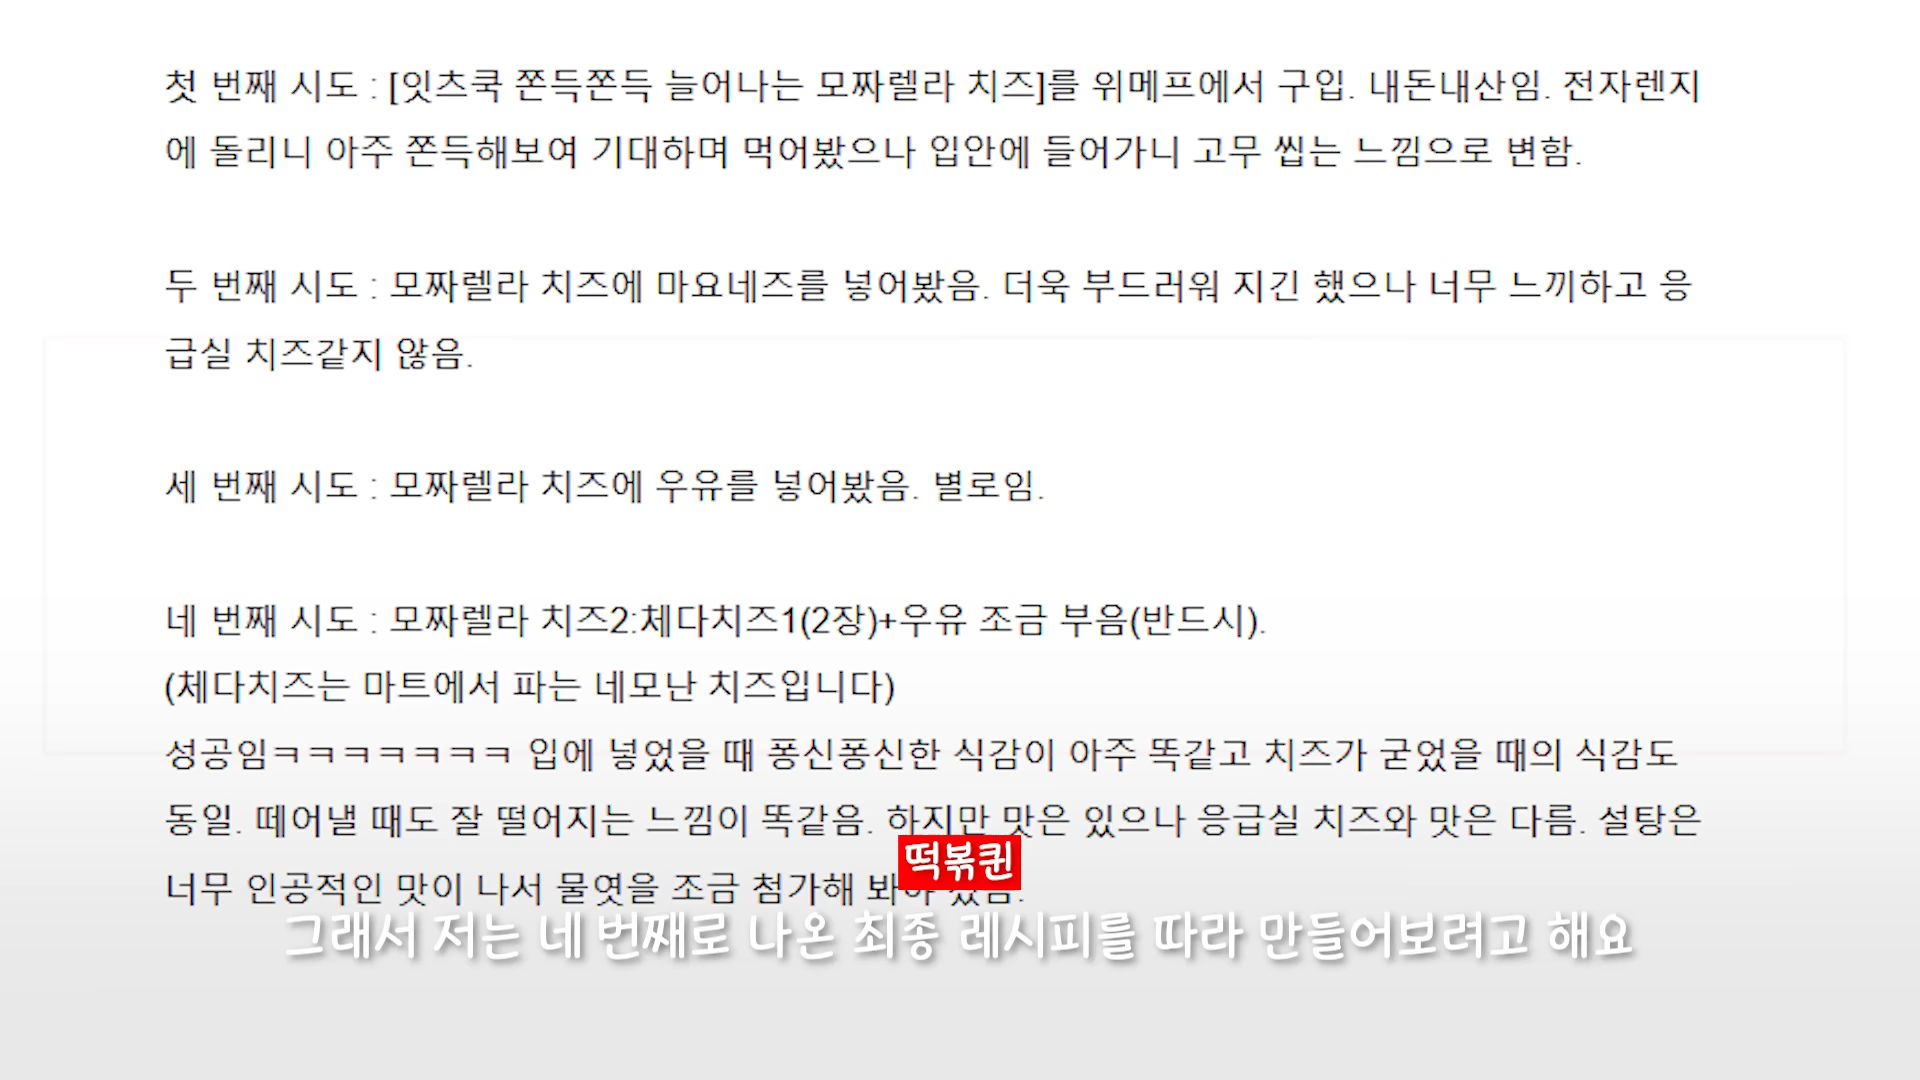 첫 번째 시도 : [잇츠쿡 쫀득쫀득 늘어나는 모짜렐라 치즈]를 위메프에서 구입. 내돈내산임. 전자렌지
에 돌리니 아주 쫀득해보여 기대하며 먹어봤으나 입안에 들어가니 고무 씹는 느낌으로 변함.
두 번째 시도 : 모짜렐라 치즈에 마요네즈를 넣어봤음. 더욱 부드러워 지긴 했으나 너무 느끼하고 응
급실 치즈같지 않음.
세 번째 시도 : 모짜렐라 치즈에 우유를 넣어봤음. 별로임.
네 번째 시도 : 모짜렐라 치즈2:체다치즈1(2장)+우유 조금 부음(반드시).
(체다치즈는 마트에서 파는 네모난 치즈입니다)
성공임ㅋㅋㅋㅋㅋㅋㅋ 입에 넣었을 때 퐁신퐁신한 식감이 아주 똑같고 치즈가 굳었을 때의 식감도
동일. 떼어낼 때도 잘 떨어지는 느낌이 똑같음. 하지만 맛은 있으나 응급실 치즈와 맛은 다름. 설탕은
너무 인공적인 맛이 나서 물엿을 조금 첨가해
떡볶퀸
그래서 저는 네 번째로 나온 최종 레시피를 따라 만들어보려고 해요